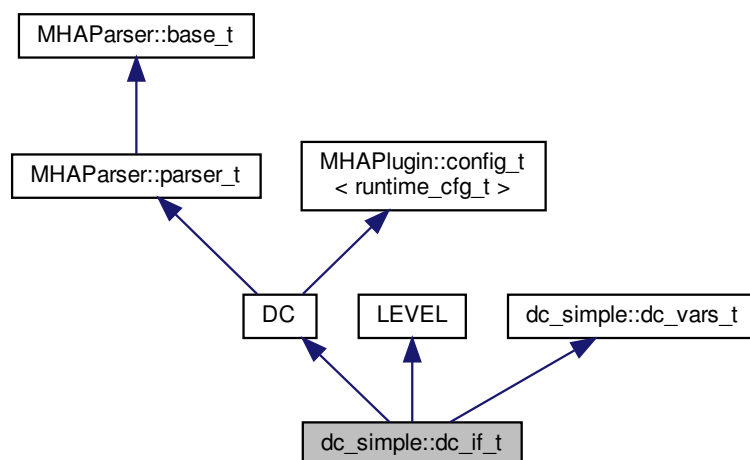 MHAParser::base_t
MHAParser::parser_t
MHAPlugin::config_t
< runtime_cfg_t >
DC
LEVEL
dc_simple::dc_vars_t
dc_simple::dc_if_t